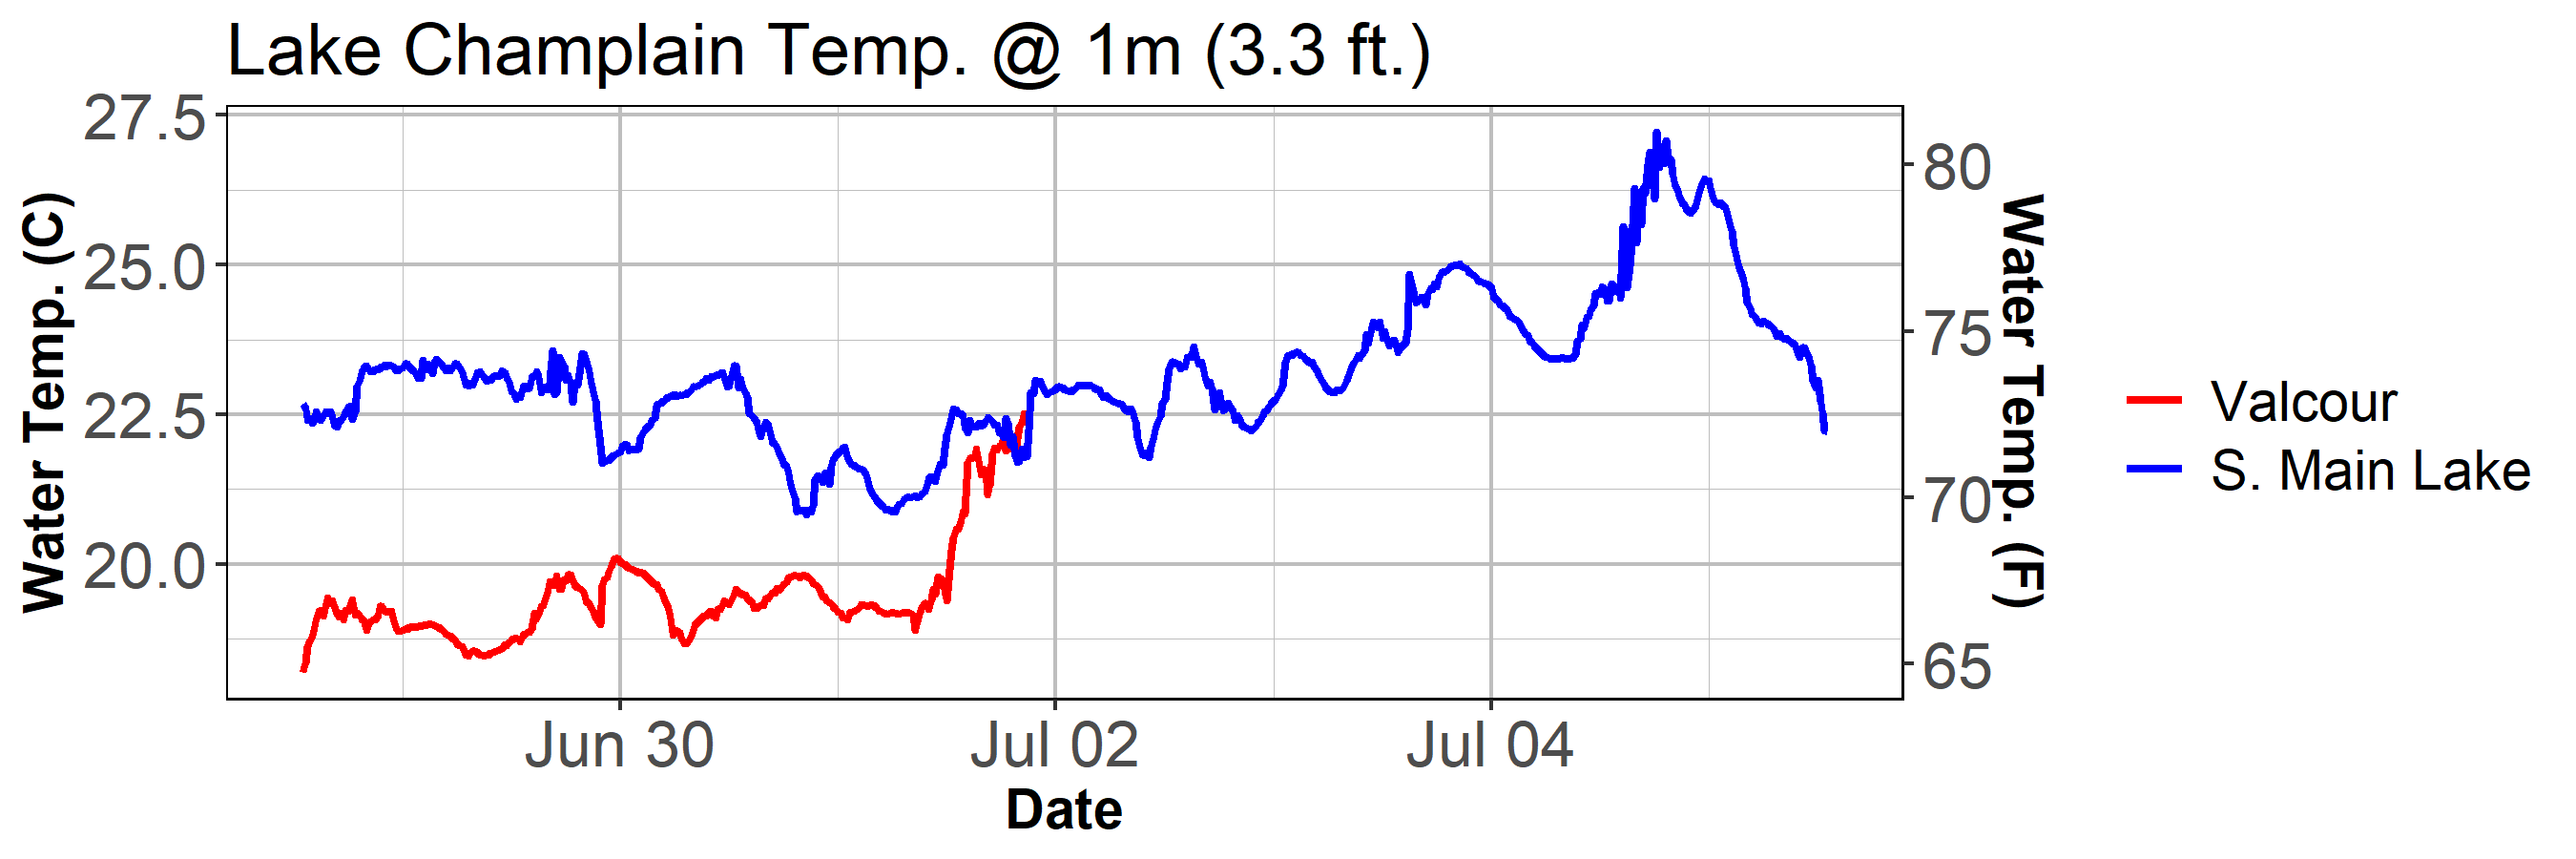 Lake Champlain Temp. @ 1m (3.3 ft.)
Water Temp. (C)
27.5
25.0
22.5
20.0
80
75
70
65
Water Temp. (F)
Jun 30
Jul 02
Jul 04
Date
Valcour
S. Main Lake